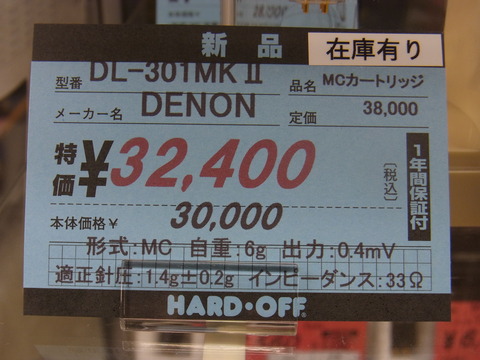 新品
在庫有り
型番 DL-301MKⅡ 品名 MCカートリッジ
メーカー名 DENON 定価 38,000
特価 ¥32,400 〔税込〕
1年間保証付
本体価格¥ 30,000
形式:MC 自重:6g 出力:0.4mV
適正針圧:1.4g±0.2g インピーダンス:33Ω
HARD・OFF